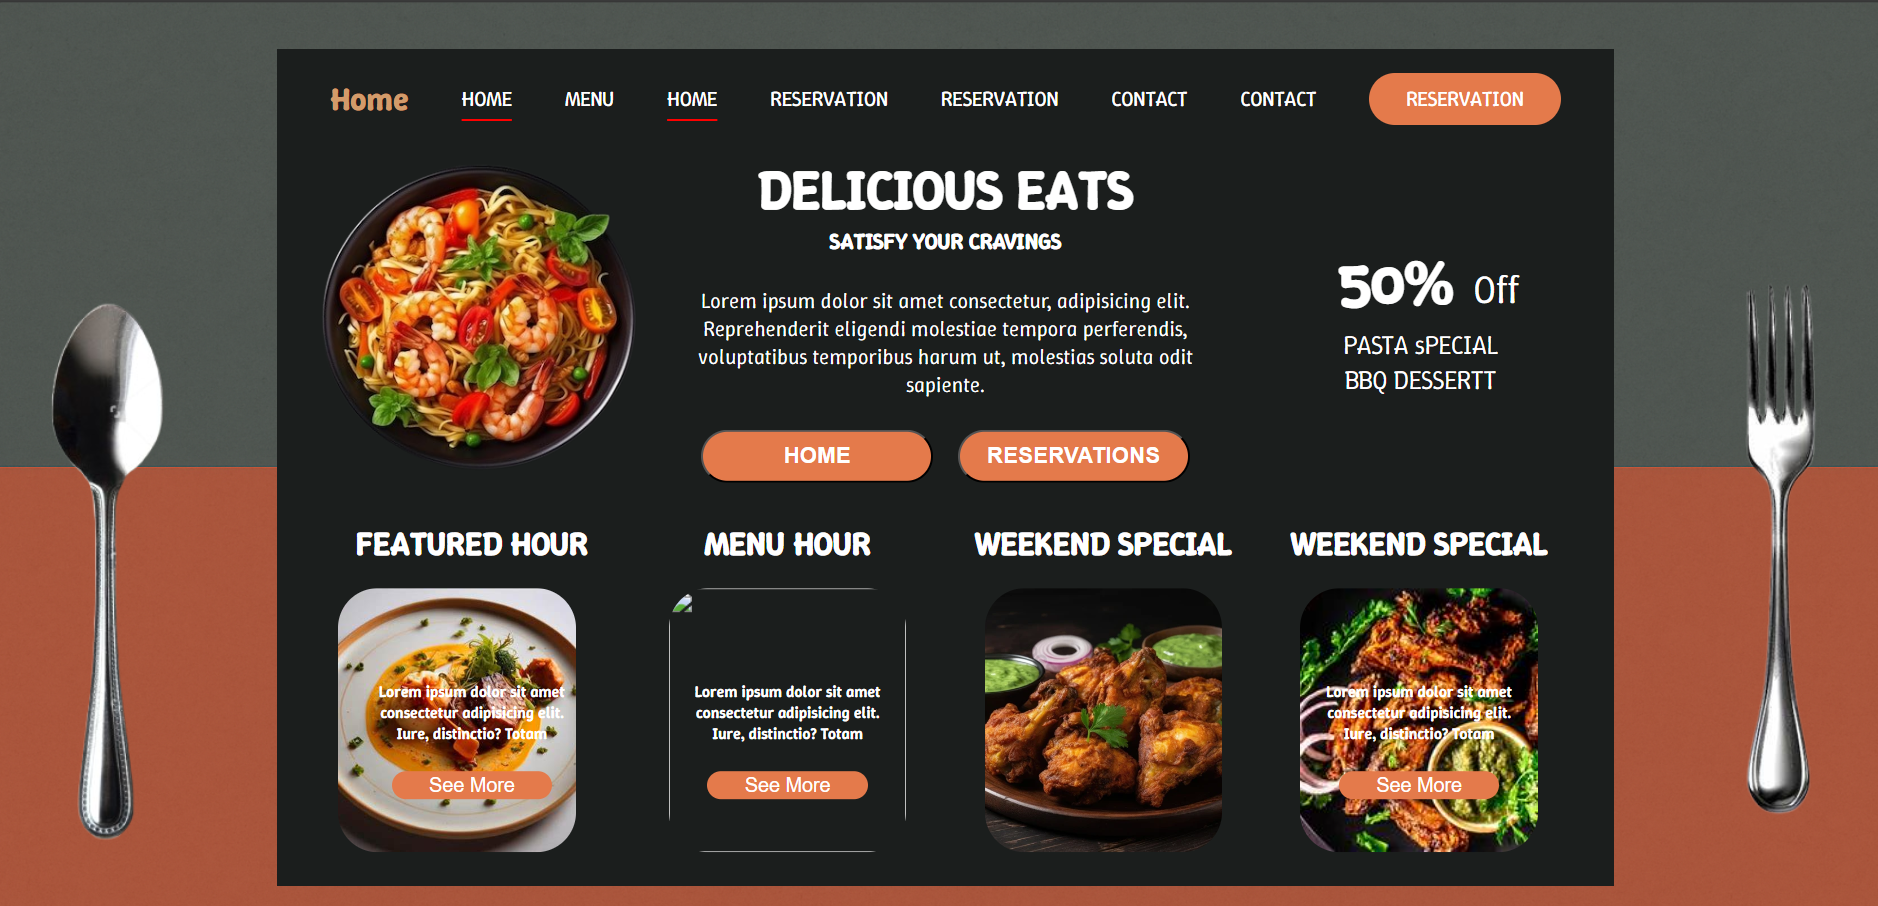 Home HOME MENU HOME RESERVATION RESERVATION CONTACT CONTACT RESERVATION
DELICIOUS EATS
SATISFY YOUR CRAVINGS
Lorem ipsum dolor sit amet consectetur, adipisicing elit.
Reprehenderit eligendi molestiae tempora perferendis,
voluptatibus temporibus harum ut, molestias soluta odit
sapiente.
HOME RESERVATIONS
50% Off
PASTA sPECIAL
BBQ DESSERTT
FEATURED HOUR
Lorem ipsum dolor sit amet
consectetur adipisicing elit.
Iure, distinctio? Totam
See More
MENU HOUR
Lorem ipsum dolor sit amet
consectetur adipisicing elit.
Iure, distinctio? Totam
See More
WEEKEND SPECIAL
WEEKEND SPECIAL
Lorem ipsum dolor sit amet
consectetur adipisicing elit.
Iure, distinctio? Totam
See More